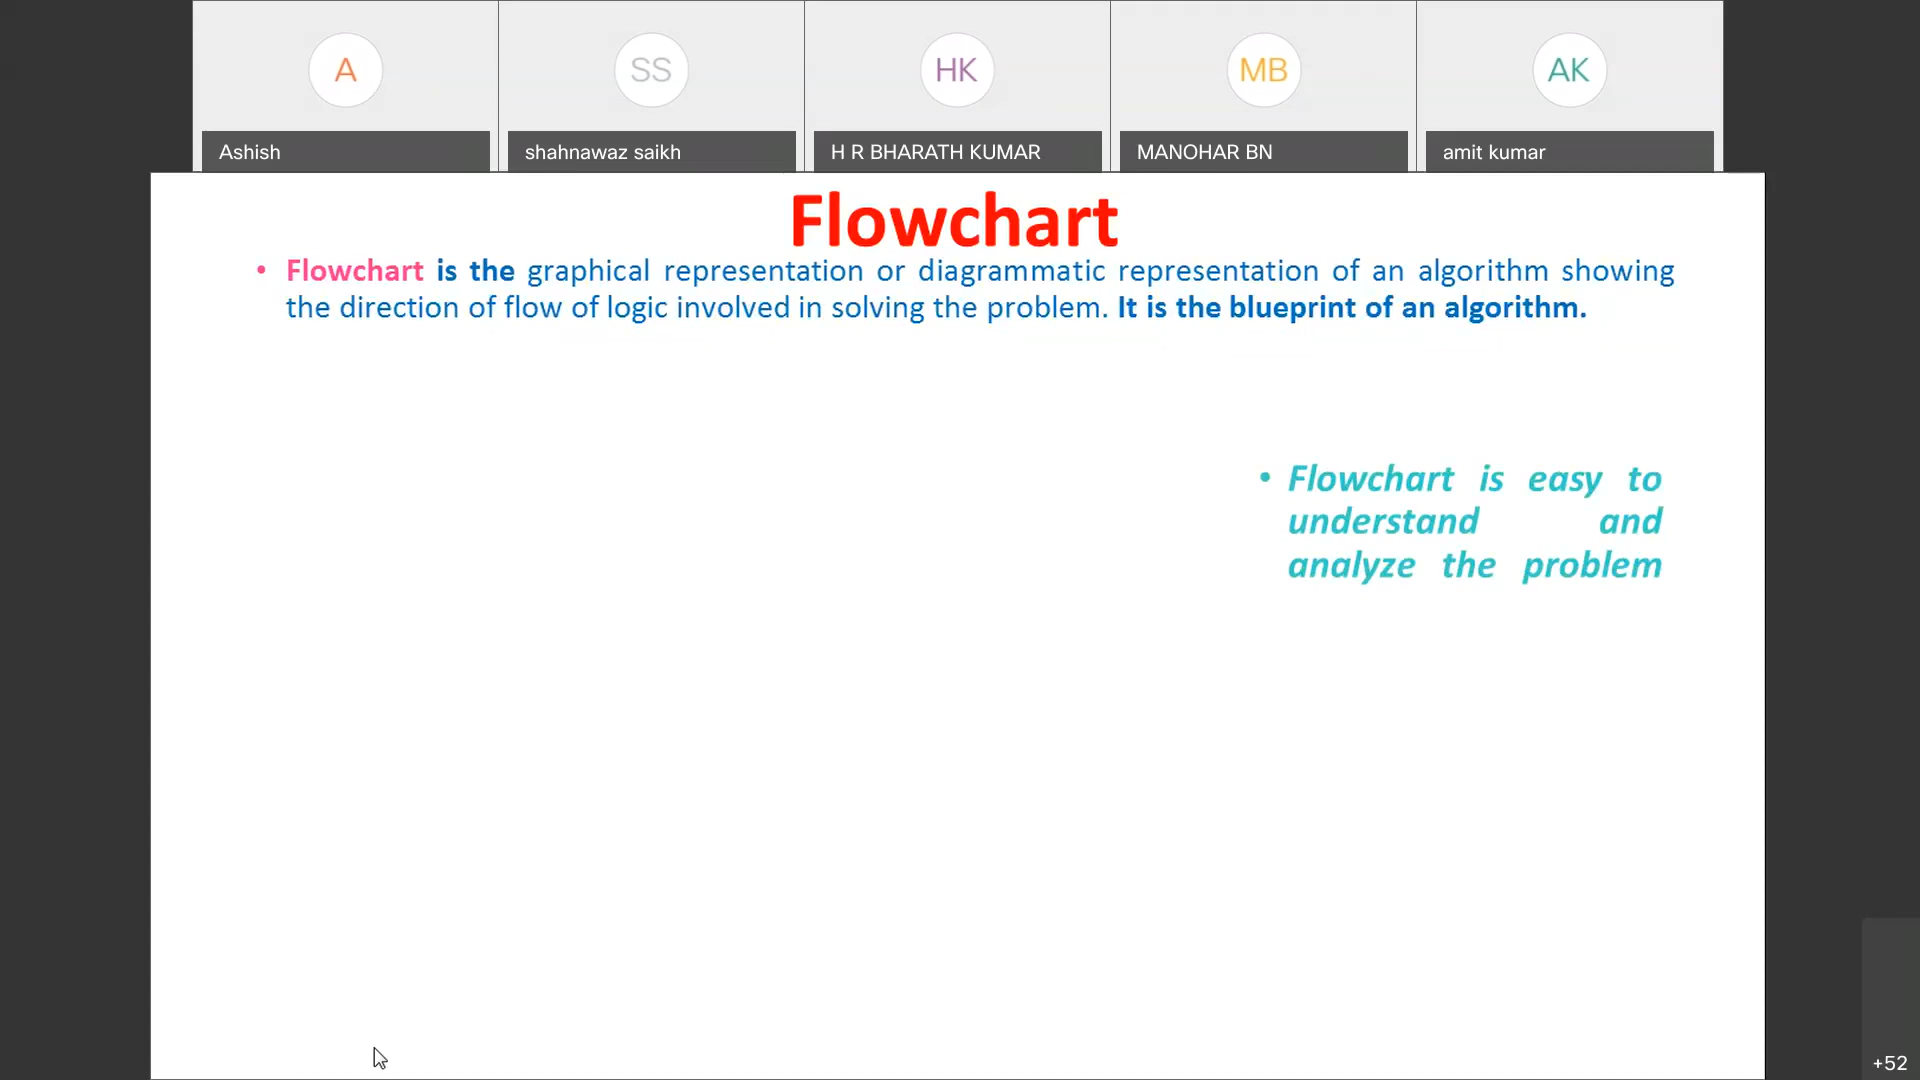 A
SS
HK
MB
AK
Ashish
shahnawaz saikh
H R BHARATH KUMAR
MANOHAR BN
amit kumar
Flowchart
• Flowchart is the graphical representation or diagrammatic representation of an algorithm showing
the direction of flow of logic involved in solving the problem. It is the blueprint of an algorithm.
• Flowchart is easy to
understand and
analyze the problem
+52